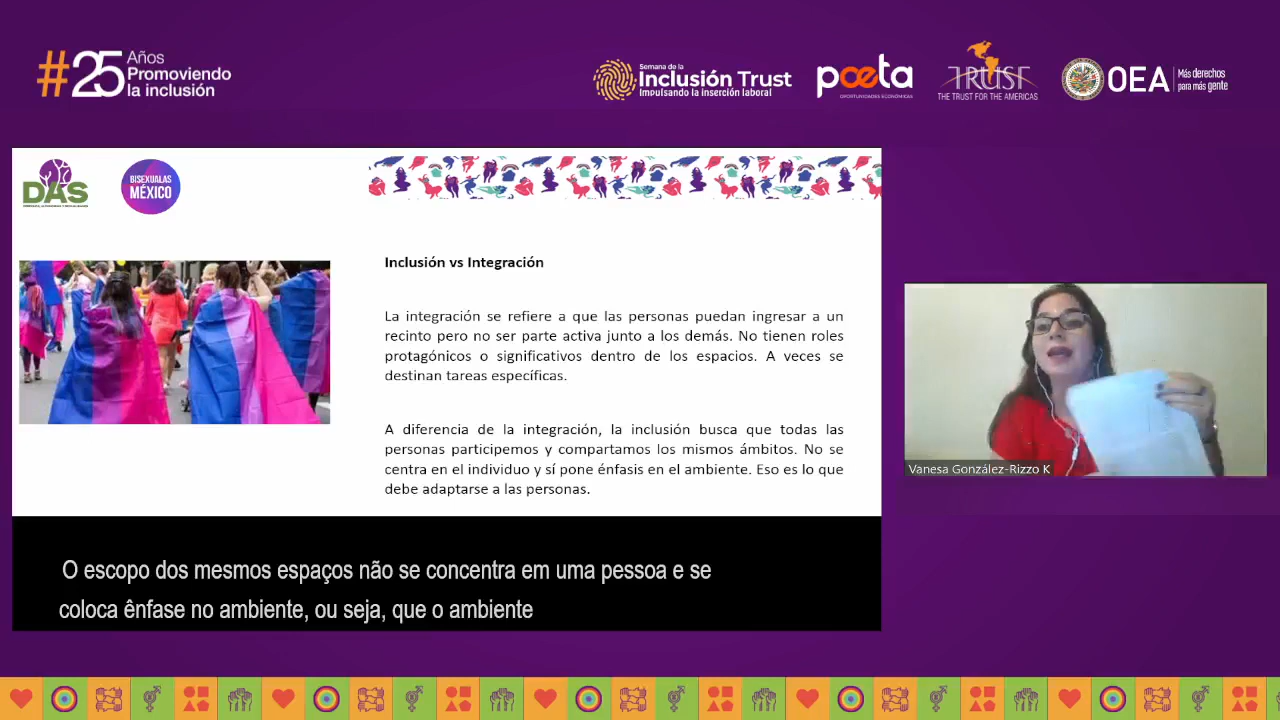 #25 Años
Promoviendo
la inclusión
Semana de la
Inclusión Trust
Impulsando la inserción laboral
poeta
OPORTUNIDADES ECONÓMICAS
TRUST
THE TRUST FOR THE AMERICAS
OEA
Más derechos
para más gente
DAS
BISEXUALAS
MÉXICO
Inclusión vs Integración
La integración se refiere a que las personas puedan ingresar a un
recinto pero no ser parte activa junto a los demás. No tienen roles
protagónicos o significativos dentro de los espacios. A veces se
destinan tareas específicas.
A diferencia de la integración, la inclusión busca que todas las
personas participemos y compartamos los mismos ámbitos. No se
centra en el individuo y sí pone énfasis en el ambiente. Eso es lo que
debe adaptarse a las personas.
Vanesa González-Rizzo K
O escopo dos mesmos espaços não se concentra em uma pessoa e se
coloca ênfase no ambiente, ou seja, que o ambiente